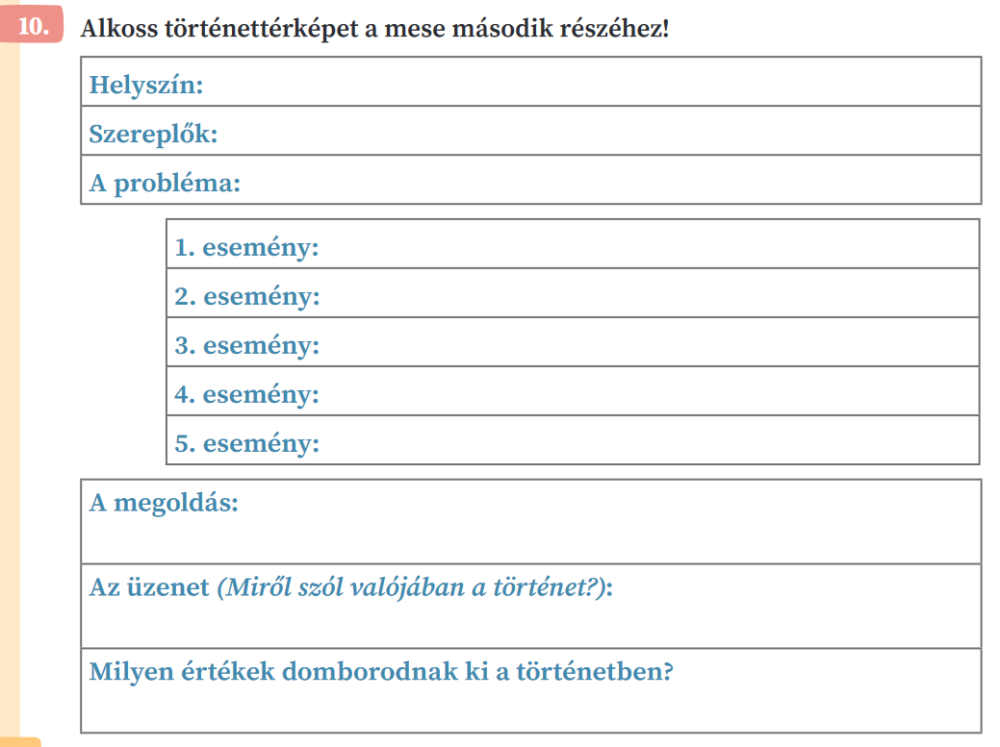 10. Alkoss történettérképet a mese második részéhez!
Helyszín:
Szereplők:
A probléma:
1. esemény:
2. esemény:
3. esemény:
4. esemény:
5. esemény:
A megoldás:
Az üzenet (Miről szól valójában a történet?):
Milyen értékek domborodnak ki a történetben?